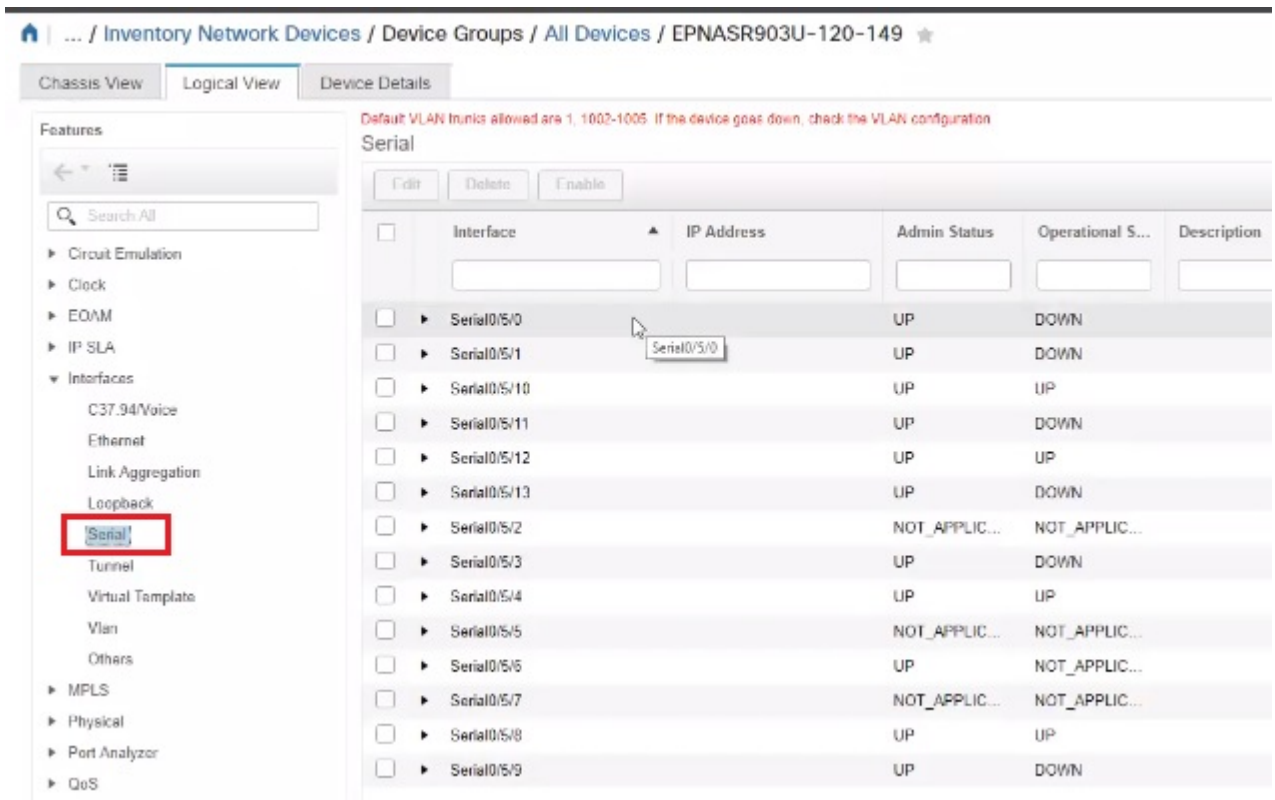 ... / Inventory Network Devices / Device Groups / All Devices / EPNASR903U-120-149
Chassis View Logical View Device Details
Features
Search All
Circuit Emulation
Clock
EOAM
IP SLA
Interfaces
C37.94/Voice
Ethernet
Link Aggregation
Loopback
Serial
Tunnel
Virtual Template
Vlan
Others
MPLS
Physical
Port Analyzer
QoS
Default VLAN trunks allowed are 1, 1002-1005. If the device goes down, check the VLAN configuration
Serial
Edit Delete Enable
Interface IP Address Admin Status Operational S... Description
Serial0/5/0 UP DOWN
Serial0/5/0
Serial0/5/1 UP DOWN
Serial0/5/10 UP UP
Serial0/5/11 UP DOWN
Serial0/5/12 UP UP
Serial0/5/13 UP DOWN
Serial0/5/2 NOT_APPLIC... NOT_APPLIC...
Serial0/5/3 UP DOWN
Serial0/5/4 UP UP
Serial0/5/5 NOT_APPLIC... NOT_APPLIC...
Serial0/5/6 UP NOT_APPLIC...
Serial0/5/7 NOT_APPLIC... NOT_APPLIC...
Serial0/5/8 UP UP
Serial0/5/9 UP DOWN